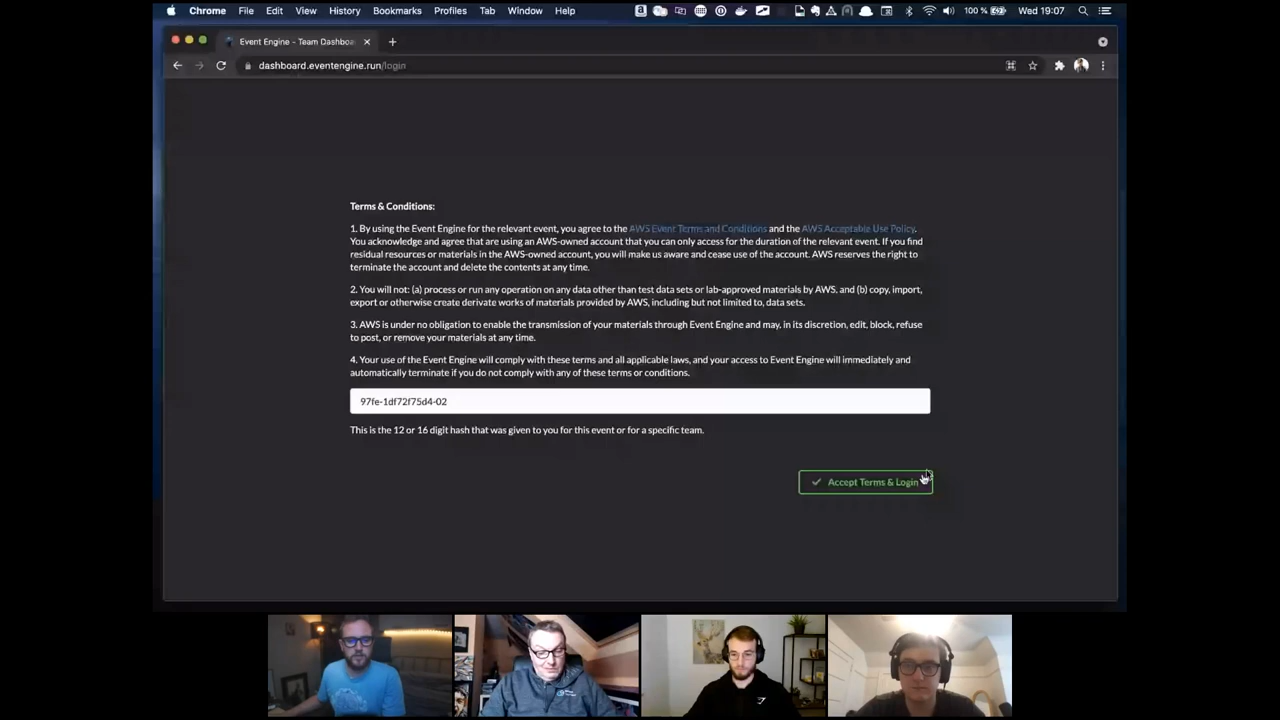 Chrome File Edit View History Bookmarks Profiles Tab Window Help 100 % Wed 19:07
Event Engine - Team Dashboa
dashboard.eventengine.run/login
Terms & Conditions:
1. By using the Event Engine for the relevant event, you agree to the AWS Event Terms and Conditions and the AWS Acceptable Use Policy.
You acknowledge and agree that are using an AWS-owned account that you can only access for the duration of the relevant event. If you find
residual resources or materials in the AWS-owned account, you will make us aware and cease use of the account. AWS reserves the right to
terminate the account and delete the contents at any time.
2. You will not: (a) process or run any operation on any data other than test data sets or lab-approved materials by AWS, and (b) copy, import,
export or otherwise create derivate works of materials provided by AWS, including but not limited to, data sets.
3. AWS is under no obligation to enable the transmission of your materials through Event Engine and may, in its discretion, edit, block, refuse
to post, or remove your materials at any time.
4. Your use of the Event Engine will comply with these terms and all applicable laws, and your access to Event Engine will immediately and
automatically terminate if you do not comply with any of these terms or conditions.
97fe-1df72f75d4-02
This is the 12 or 16 digit hash that was given to you for this event or for a specific team.
Accept Terms & Login